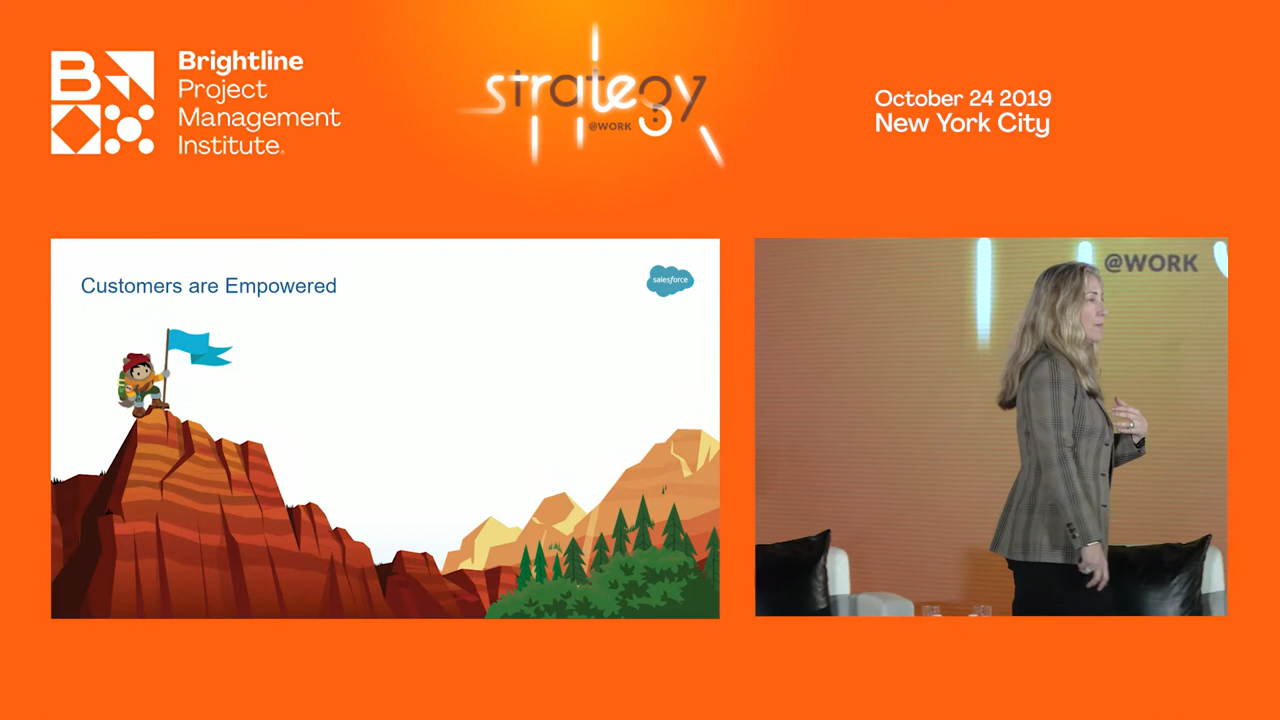 Brightline
Project
Management
Institute.
strategy
@WORK
October 24 2019
New York City
Customers are Empowered
salesforce
@WORK